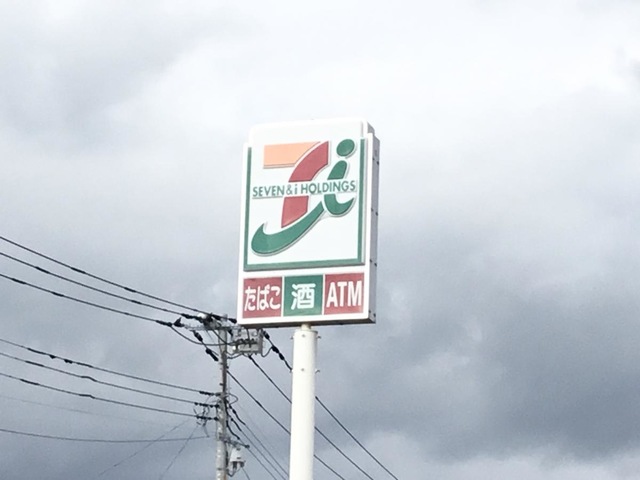 SEVEN & i HOLDINGS
たばこ 酒 ATM